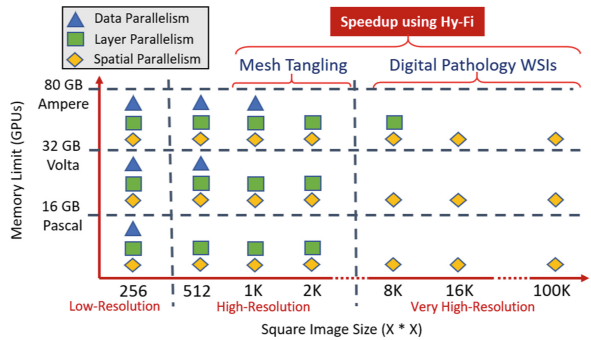 Data Parallelism
Layer Parallelism
Spatial Parallelism
Speedup using Hy-Fi
Mesh Tangling
Digital Pathology WSIs
Memory Limit (GPUs)
80 GB
Ampere
32 GB
Volta
16 GB
Pascal
256 512 1K 2K 8K 16K 100K
Low-Resolution High-Resolution Very High-Resolution
Square Image Size (X * X)